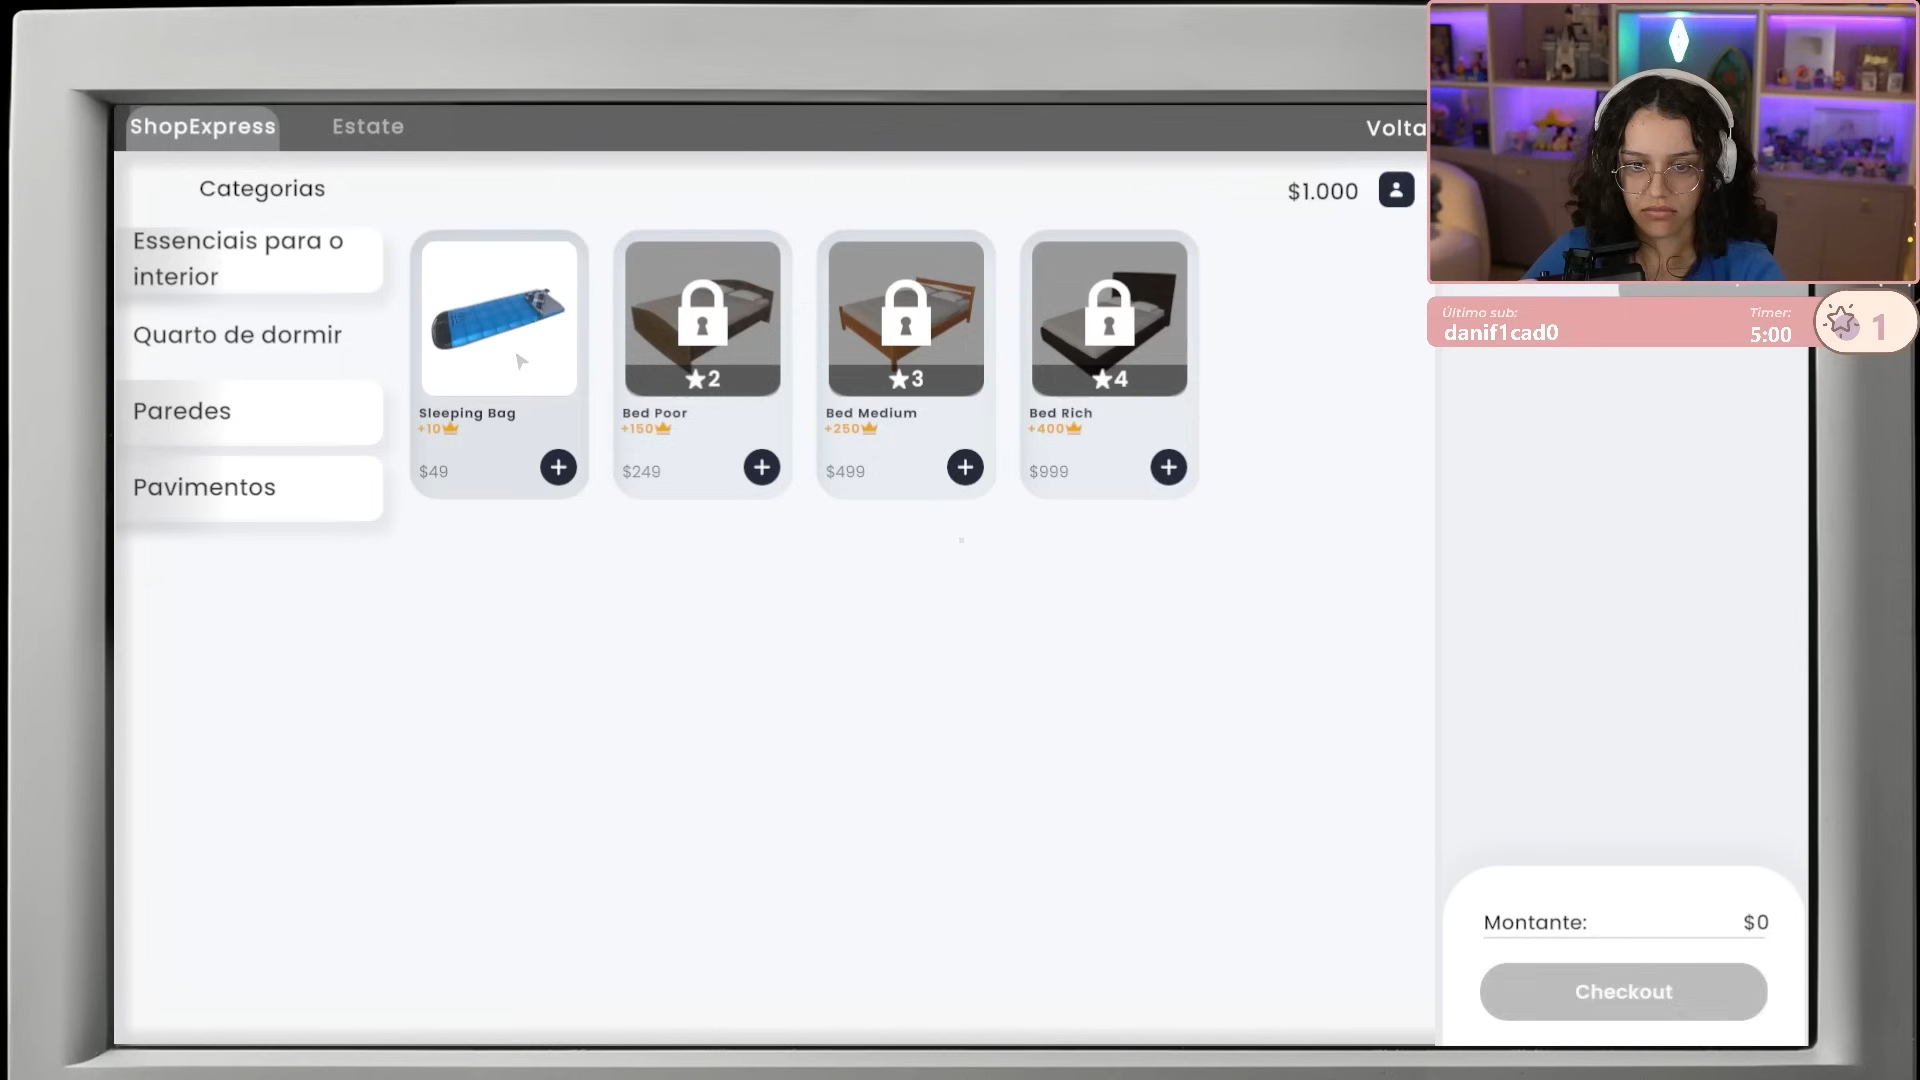 ShopExpress
Estate
Volta
Categorias
$1.000
Essenciais para o
interior
Quarto de dormir
Paredes
Pavimentos
Sleeping Bag
+10
$49
★2
Bed Poor
+150
$249
★3
Bed Medium
+250
$499
★4
Bed Rich
+400
$999
Último sub:
danif1cad0
Timer:
5:00
1
Montante:
$0
Checkout